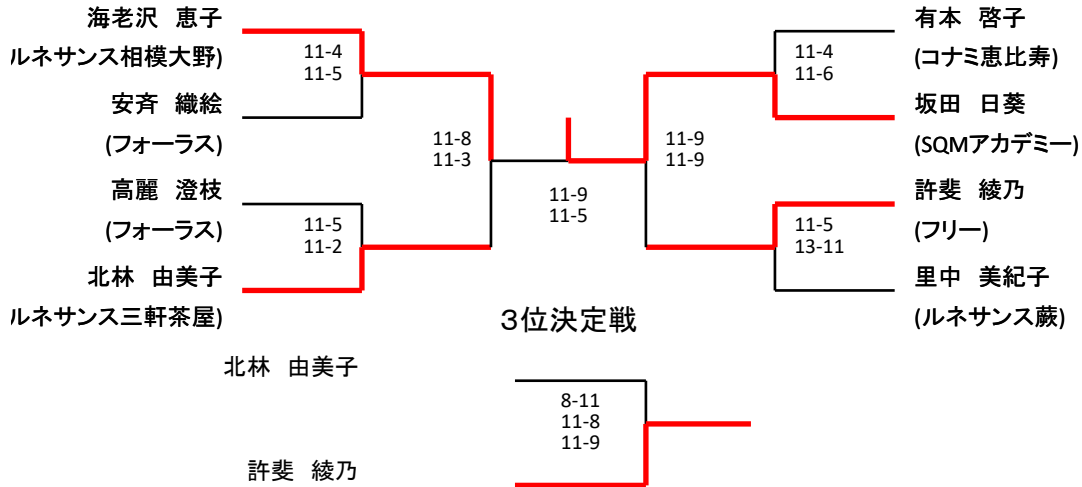 海老沢 恵子
ルネサンス相模大野)
11-4
11-5
安斉 織絵
(フォーラス)
11-8
11-3
高麗 澄枝
(フォーラス)
11-5
11-2
北林 由美子
ルネサンス三軒茶屋)
11-9
11-5
有本 啓子
(コナミ恵比寿)
11-4
11-6
坂田 日葵
(SQMアカデミー)
11-9
11-9
許斐 綾乃
(フリー)
11-5
13-11
里中 美紀子
(ルネサンス蕨)
3位決定戦
北林 由美子
8-11
11-8
11-9
許斐 綾乃